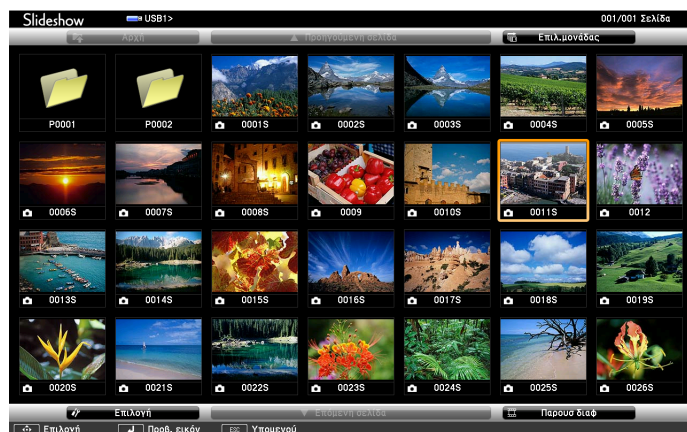 Slideshow USB1> 001/001 Σελίδα
Αρχή Προηγούμενη σελίδα Επιλ.μονάδας
P0001 P0002 0001S 0002S 0003S 0004S 0005S
0006S 0007S 0008S 0009 0010S 0011S 0012
0013S 0014S 0015S 0016S 0017S 0018S 0019S
0020S 0021S 0022S 0023S 0024S 0025S 0026S
Επιλογή Επόμενη σελίδα Παρουσ διαφ
Επιλογή Προβ. εικόν ESC Υπομενού